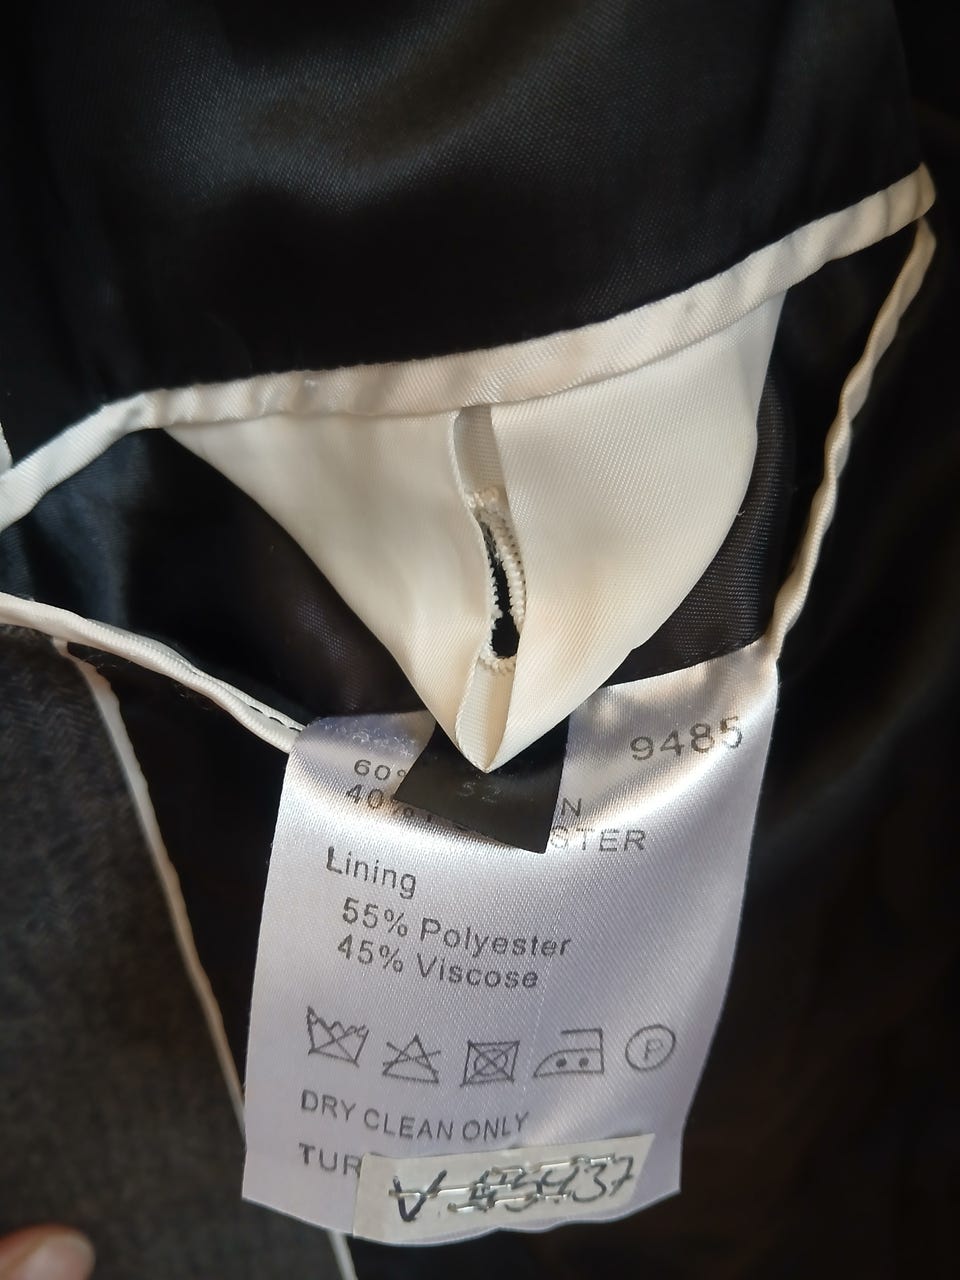 9485
52
60%
40%
N
STER
Lining
55% Polyester
45% Viscose
P
DRY CLEAN ONLY
TUR